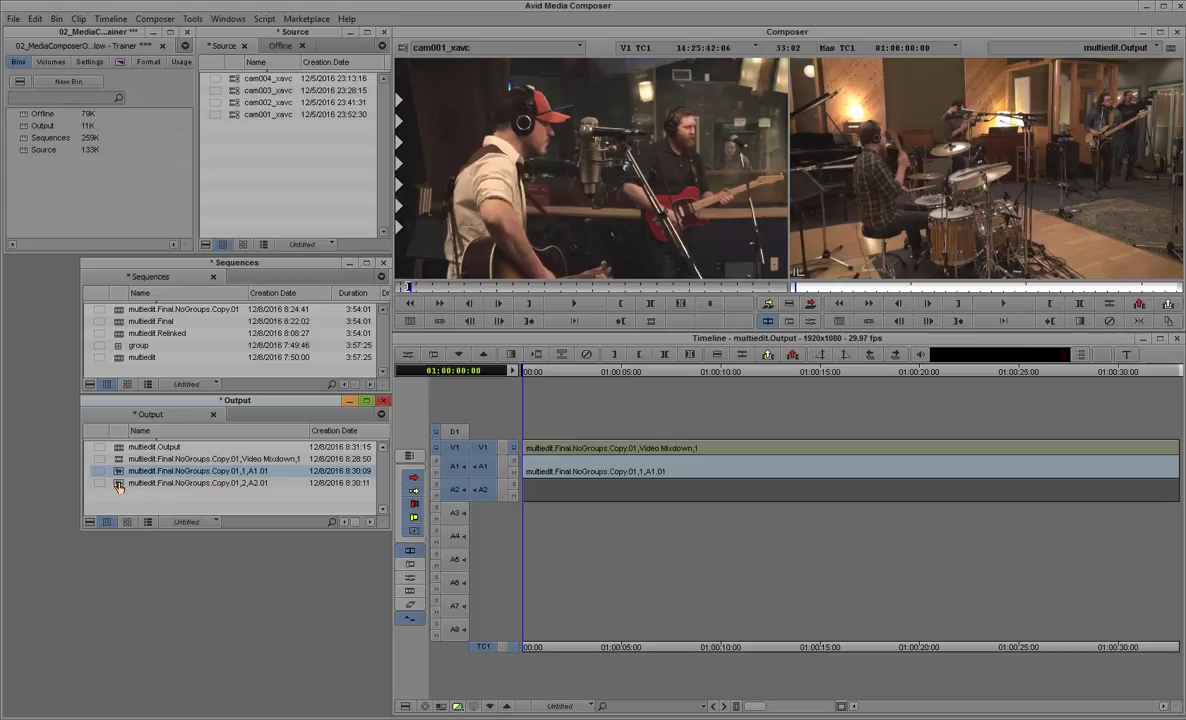 Avid Media Composer
File Edit Bin Clip Timeline Composer Tools Windows Script Marketplace Help
02_MediaC...ainer ***
02_MediaComposerO...low - Trainer ***
Bins Volumes Settings Format Usage
New Bin
Offline 79K
Output 11K
Sequences 259K
Source 133K
* Source
* Source Offline
Name Creation Date
cam004_xavc 12/5/2016 23:13:16
cam003_xavc 12/5/2016 23:28:15
cam002_xavc 12/5/2016 23:41:31
cam001_xavc 12/5/2016 23:52:30
Untitled
Composer
cam001_xavc V1 TC1 14:25:42:06 33:02 Mas TC1 01:00:00:00 multiedit.Output
* Sequences
* Sequences
Name Creation Date Duration Dr
multiedit.Final.NoGroups.Copy.01 12/8/2016 8:24:41 3:54:01
multiedit.Final 12/8/2016 8:22:02 3:54:01
multiedit.Relinked 12/8/2016 8:08:27 3:54:01
group 12/8/2016 7:49:46 3:57:25
multiedit 12/8/2016 7:50:00 3:57:25
Untitled
* Output
* Output
Name Creation Date
multiedit.Output 12/8/2016 8:31:15
multiedit.Final.NoGroups.Copy.01,Video Mixdown,1 12/8/2016 8:28:50
multiedit.Final.NoGroups.Copy.01,1,A1.01 12/8/2016 8:30:09
multiedit.Final.NoGroups.Copy.01,2,A2.01 12/8/2016 8:30:11
Untitled
Timeline - multiedit.Output - 1920x1080 - 29.97 fps
01:00:00:00 00:00 01:00:05:00 01:00:10:00 01:00:15:00 01:00:20:00 01:00:25:00 01:00:30:00
D1
V1 V1 multiedit.Final.NoGroups.Copy.01,Video Mixdown,1
A1 A1 multiedit.Final.NoGroups.Copy.01,1,A1.01
A2 A2
A3
A4
A5
A6
A7
A8
TC1 00:00 01:00:05:00 01:00:10:00 01:00:15:00 01:00:20:00 01:00:25:00 01:00:30:00
Untitled